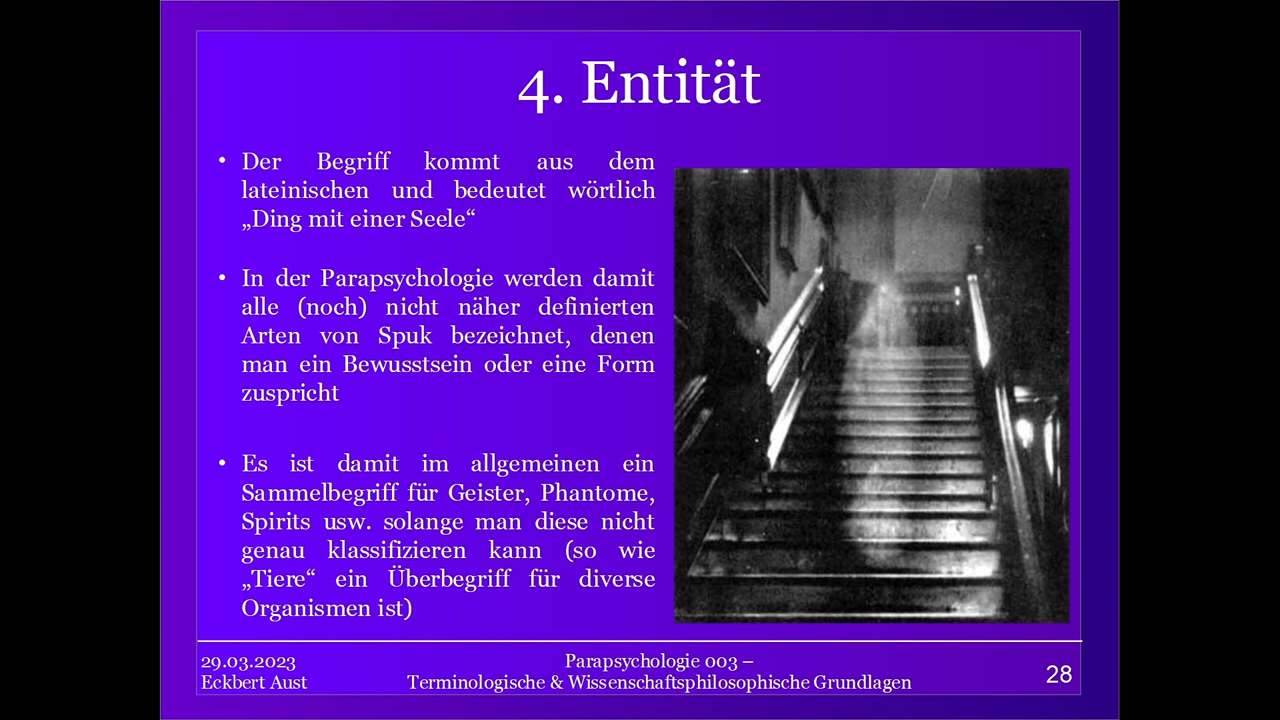 4. Entität
• Der Begriff kommt aus dem
lateinischen und bedeutet wörtlich
„Ding mit einer Seele“
• In der Parapsychologie werden damit
alle (noch) nicht näher definierten
Arten von Spuk bezeichnet, denen
man ein Bewusstsein oder eine Form
zuspricht
• Es ist damit im allgemeinen ein
Sammelbegriff für Geister, Phantome,
Spirits usw. solange man diese nicht
genau klassifizieren kann (so wie
„Tiere“ ein Überbegriff für diverse
Organismen ist)
29.03.2023
Eckbert Aust
Parapsychologie 003 –
Terminologische & Wissenschaftsphilosophische Grundlagen
28